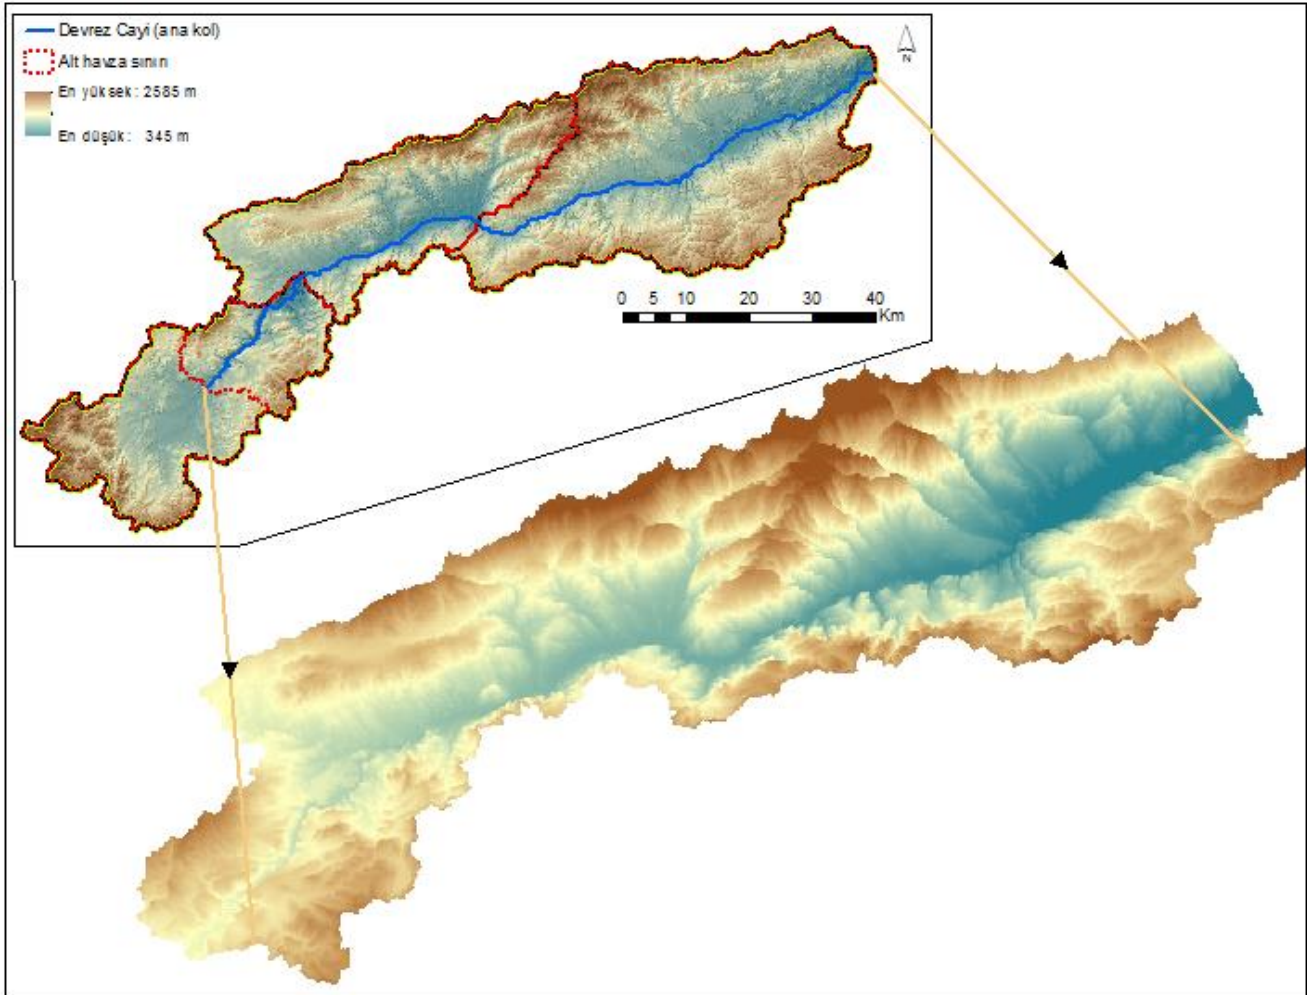 Devrez Cayi (ana kol)
Alt havza sınırı
En yüksek: 2585 m
En düşük: 345 m
N
0 5 10 20 30 40
Km